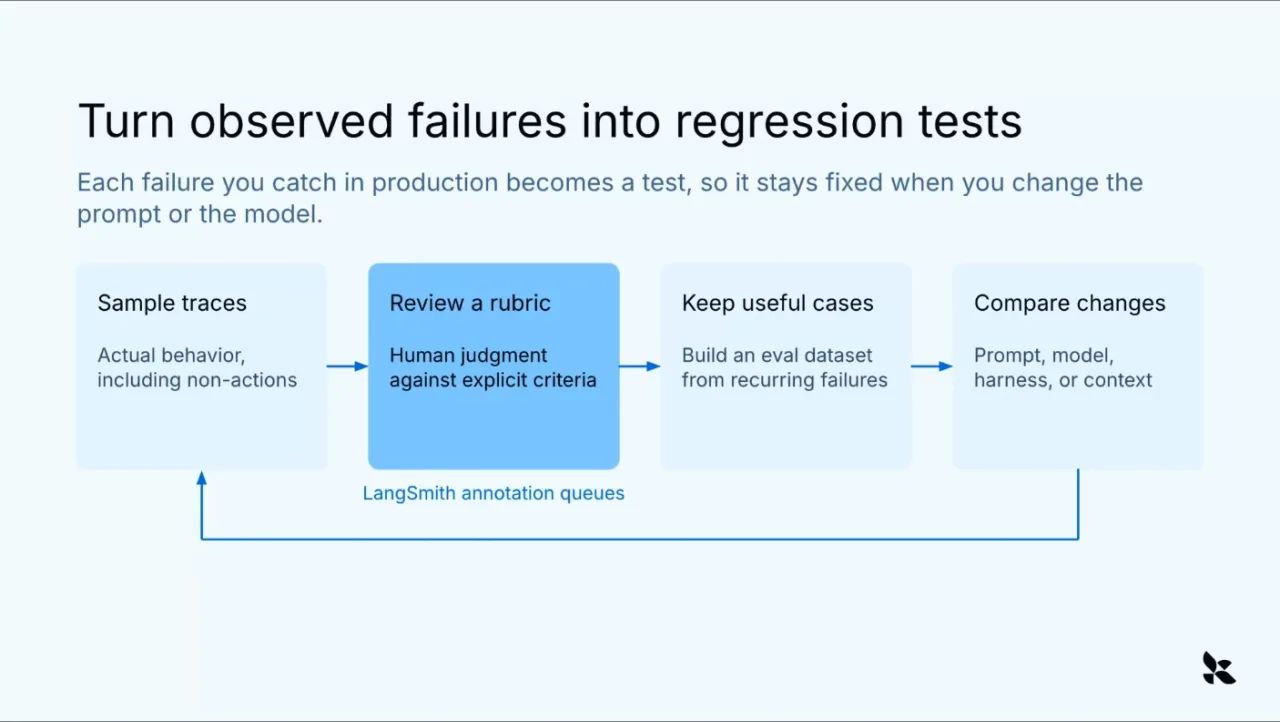 Turn observed failures into regression tests
Each failure you catch in production becomes a test, so it stays fixed when you change the
prompt or the model.
Sample traces
Actual behavior,
including non-actions
Review a rubric
Human judgment
against explicit criteria
LangSmith annotation queues
Keep useful cases
Build an eval dataset
from recurring failures
Compare changes
Prompt, model,
harness, or context